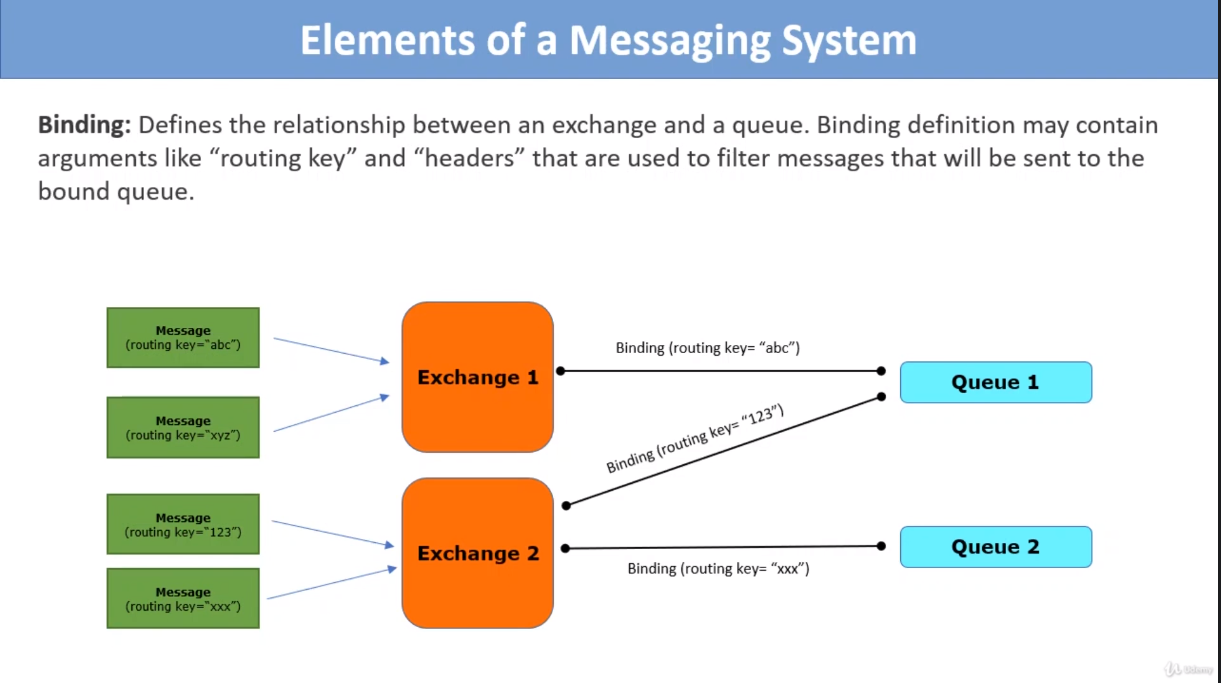 Elements of a Messaging System
Binding: Defines the relationship between an exchange and a queue. Binding definition may contain
arguments like “routing key” and “headers” that are used to filter messages that will be sent to the
bound queue.
Message
(routing key=“abc”)
Message
(routing key=“xyz”)
Message
(routing key=“123”)
Message
(routing key=“xxx”)
Exchange 1
Exchange 2
Binding (routing key= “abc”)
Binding (routing key= “123”)
Binding (routing key= “xxx”)
Queue 1
Queue 2
Udemy